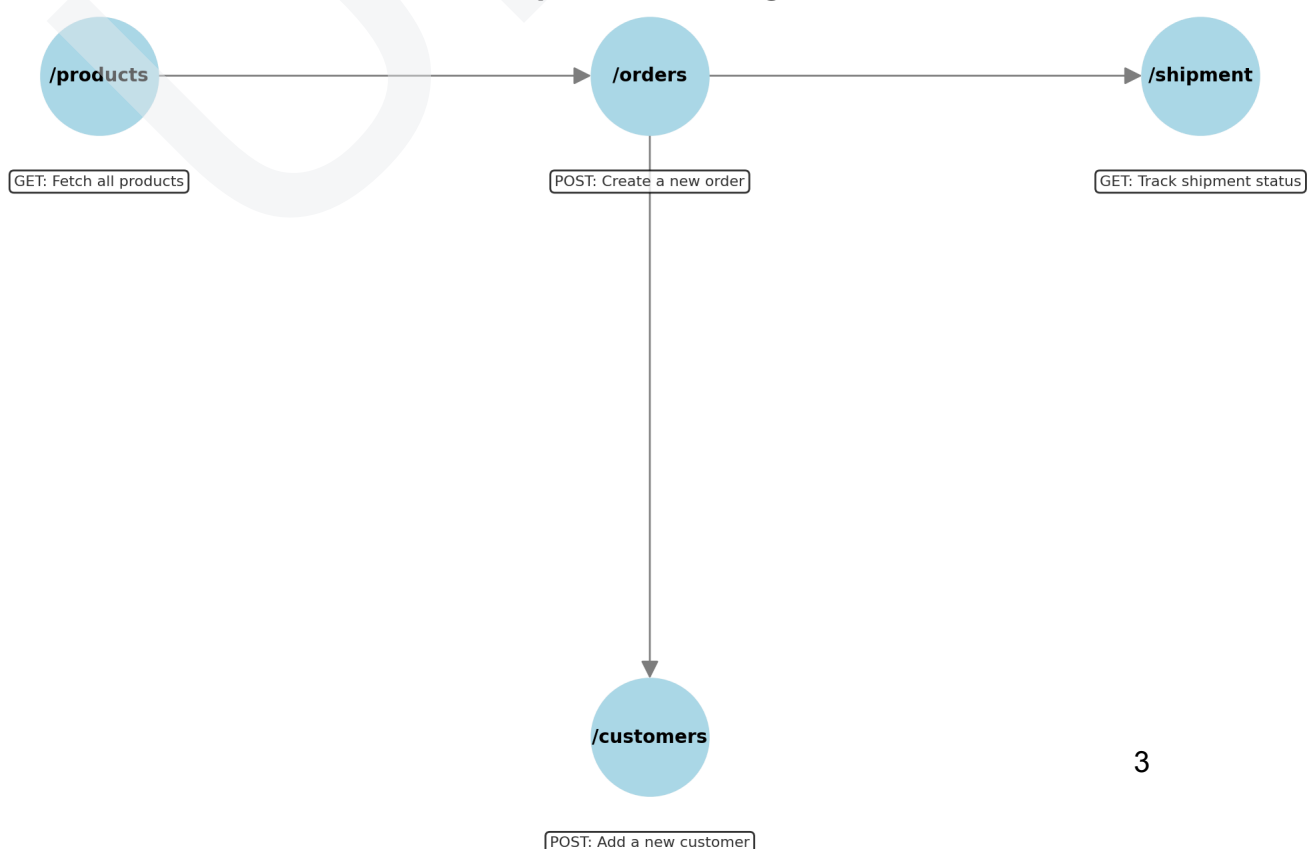 /products
/orders
/shipment
GET: Fetch all products
POST: Create a new order
GET: Track shipment status
/customers
3
POST: Add a new customer